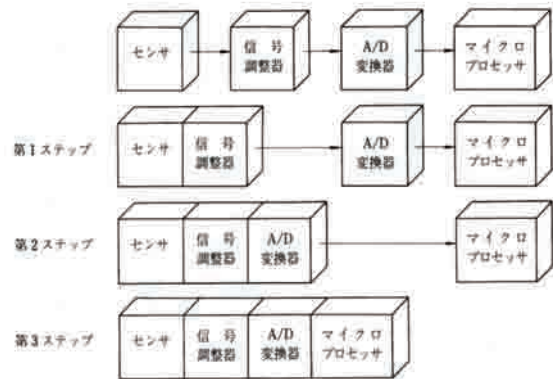 センサ
信号
調整器
A/D
変換器
マイクロ
プロセッサ
第1ステップ
センサ
信号
調整器
A/D
変換器
マイクロ
プロセッサ
第2ステップ
センサ
信号
調整器
A/D
変換器
マイクロ
プロセッサ
第3ステップ
センサ
信号
調整器
A/D
変換器
マイクロ
プロセッサ